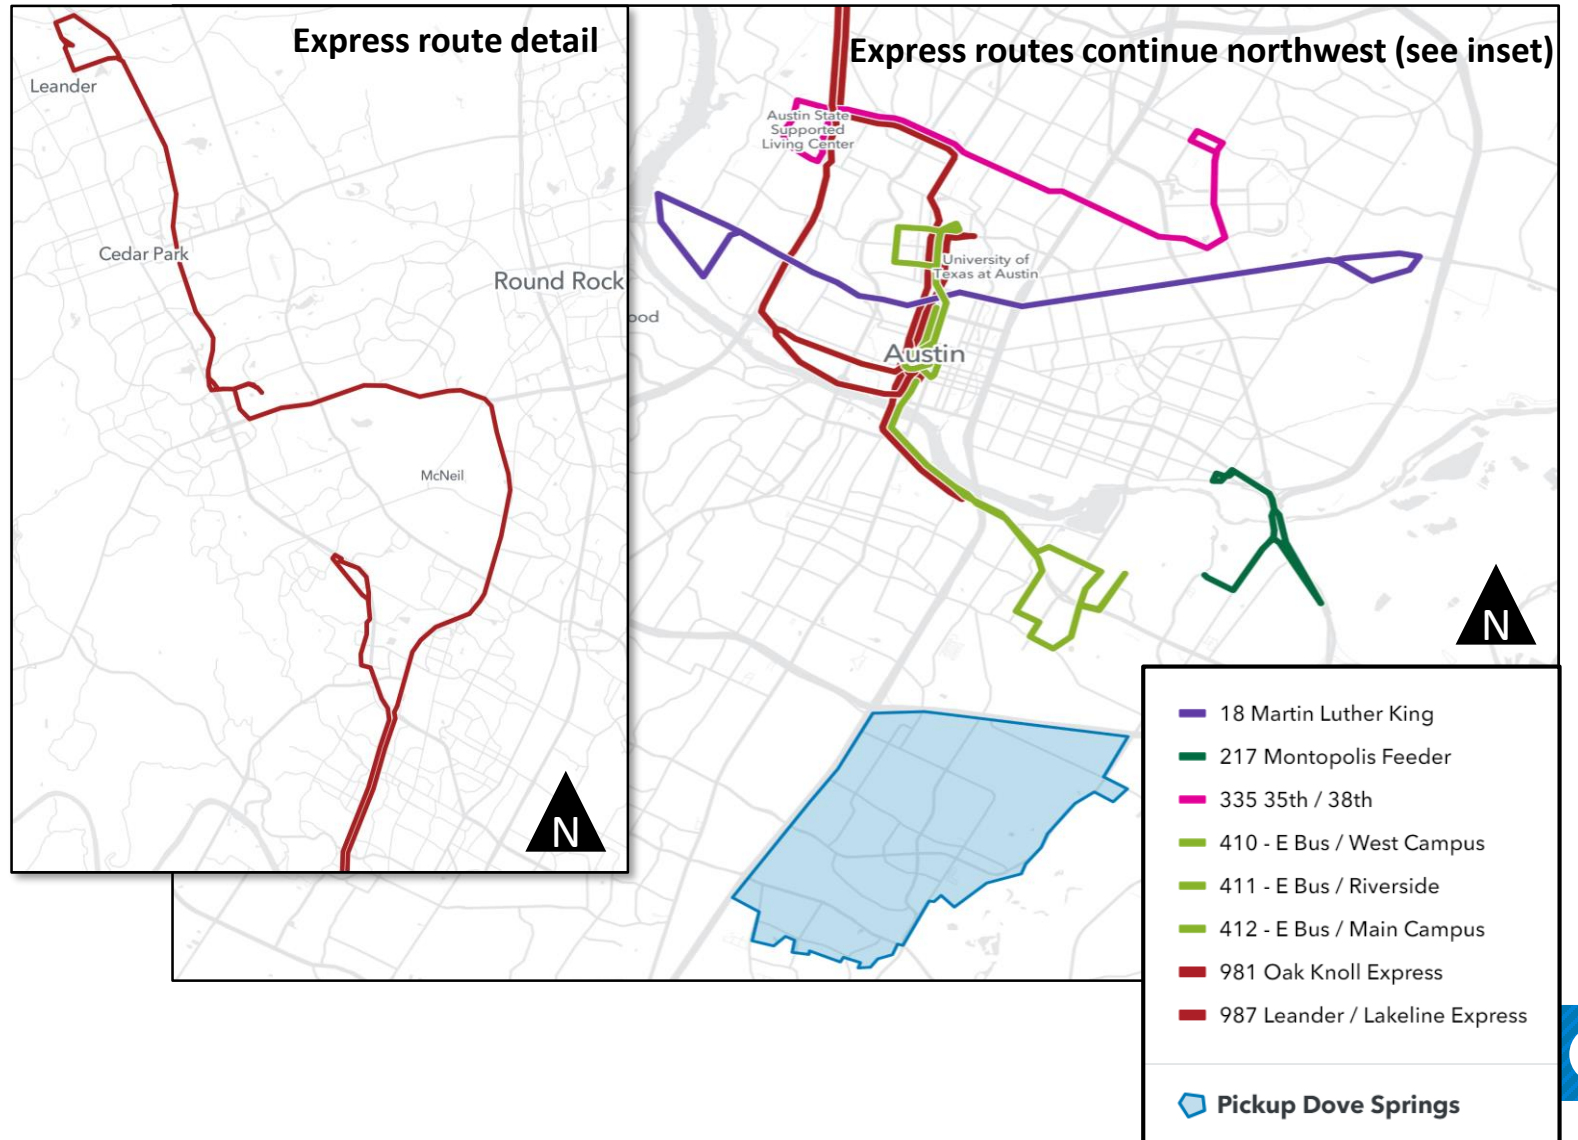 Express route detail
Express routes continue northwest (see inset)
Leander
Cedar Park
Round Rock
McNeil
N
Austin State
Supported
Living Center
University of
Texas at Austin
ood
Austin
N
18 Martin Luther King
217 Montopolis Feeder
335 35th / 38th
410 - E Bus / West Campus
411 - E Bus / Riverside
412 - E Bus / Main Campus
981 Oak Knoll Express
987 Leander / Lakeline Express
Pickup Dove Springs